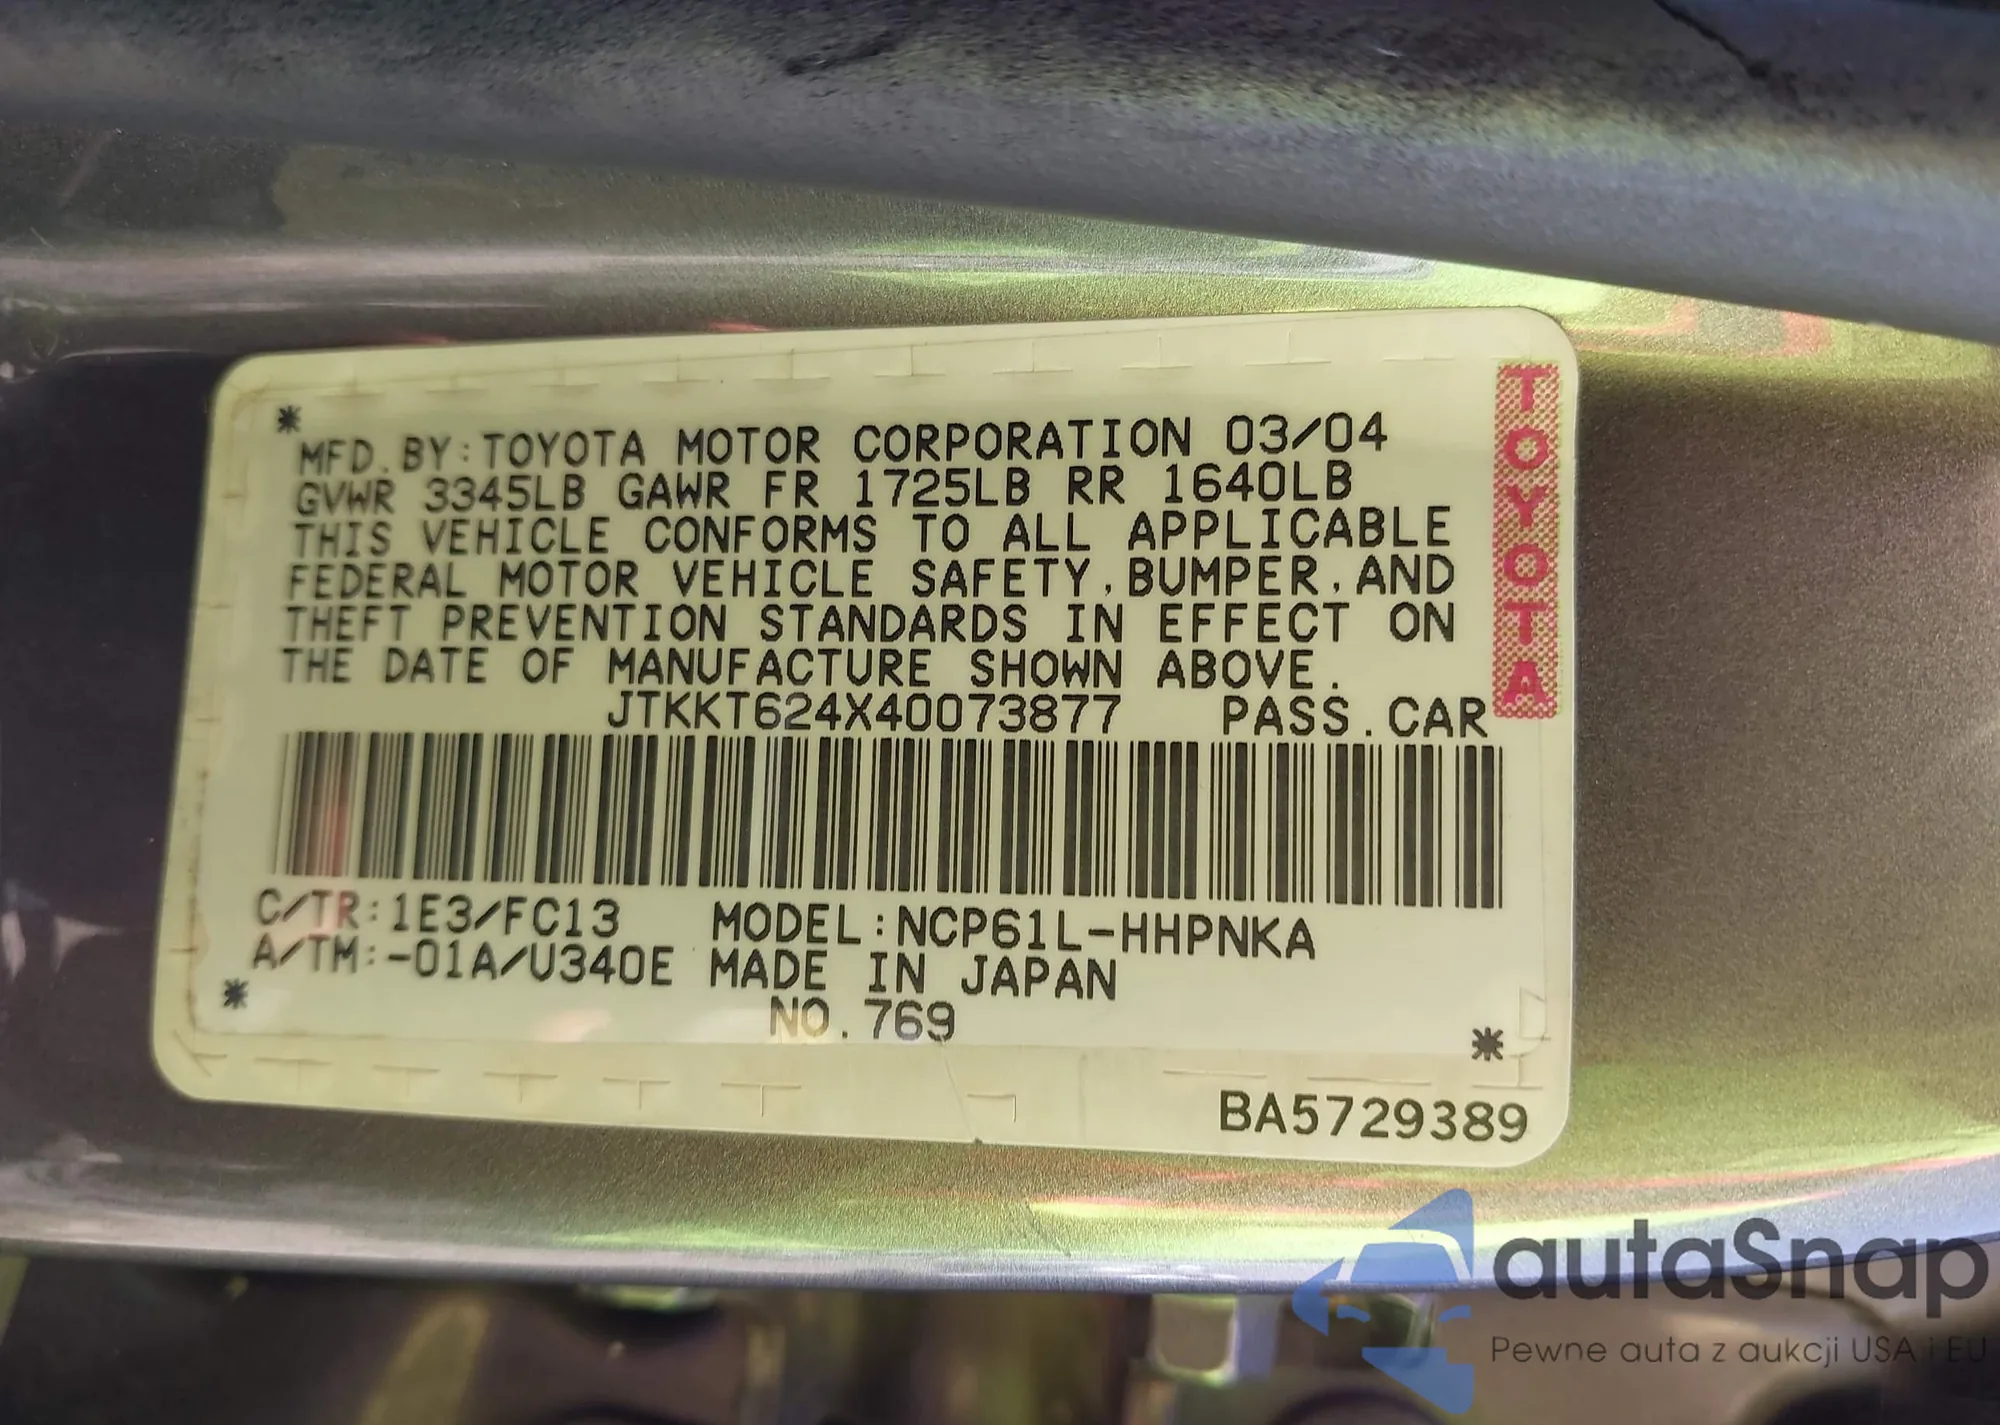 MFD.BY:TOYOTA MOTOR CORPORATION 03/04
GVWR 3345LB GAWR FR 1725LB RR 1640LB
THIS VEHICLE CONFORMS TO ALL APPLICABLE
FEDERAL MOTOR VEHICLE SAFETY,BUMPER,AND
THEFT PREVENTION STANDARDS IN EFFECT ON
THE DATE OF MANUFACTURE SHOWN ABOVE.
JTKKT624X40073877 PASS.CAR
C/TR:1E3/FC13 MODEL:NCP61L-HHPNKA
A/TM:-01A/U340E MADE IN JAPAN
NO.769
BA5729389
TOYOTA
autaSnap
Pewne auta z aukcji USA i EU